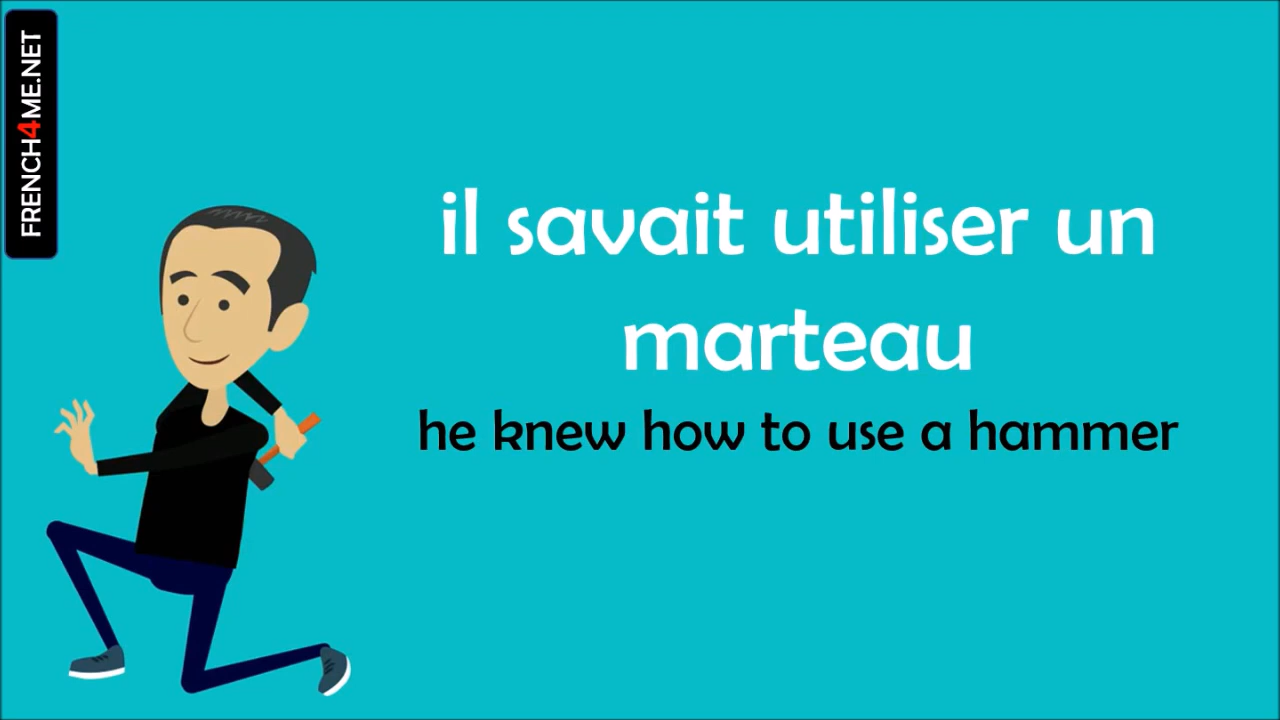 FRENCH4ME.NET
il savait utiliser un
marteau
he knew how to use a hammer